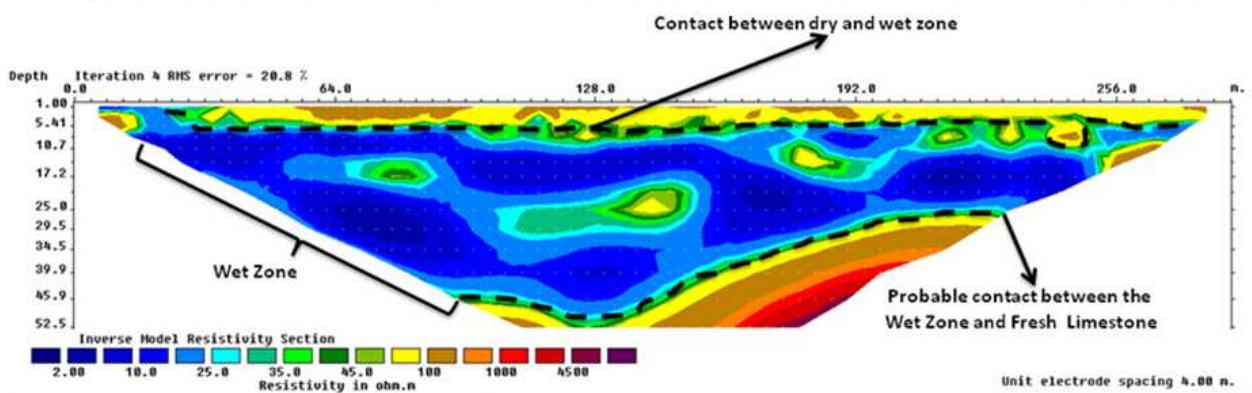 Contact between dry and wet zone
Depth Iteration 4 RMS error = 20.8 %
0.0 64.0 128.0 192.0 256.0 m.
1.00
5.41
10.7
17.2
25.0
29.5
34.5
39.9
45.9
52.5
Wet Zone
Probable contact between the
Wet Zone and Fresh Limestone
Inverse Model Resistivity Section
2.00 10.0 25.0 35.0 45.0 100 1000 4500
Resistivity in ohm.m
Unit electrode spacing 4.00 m.